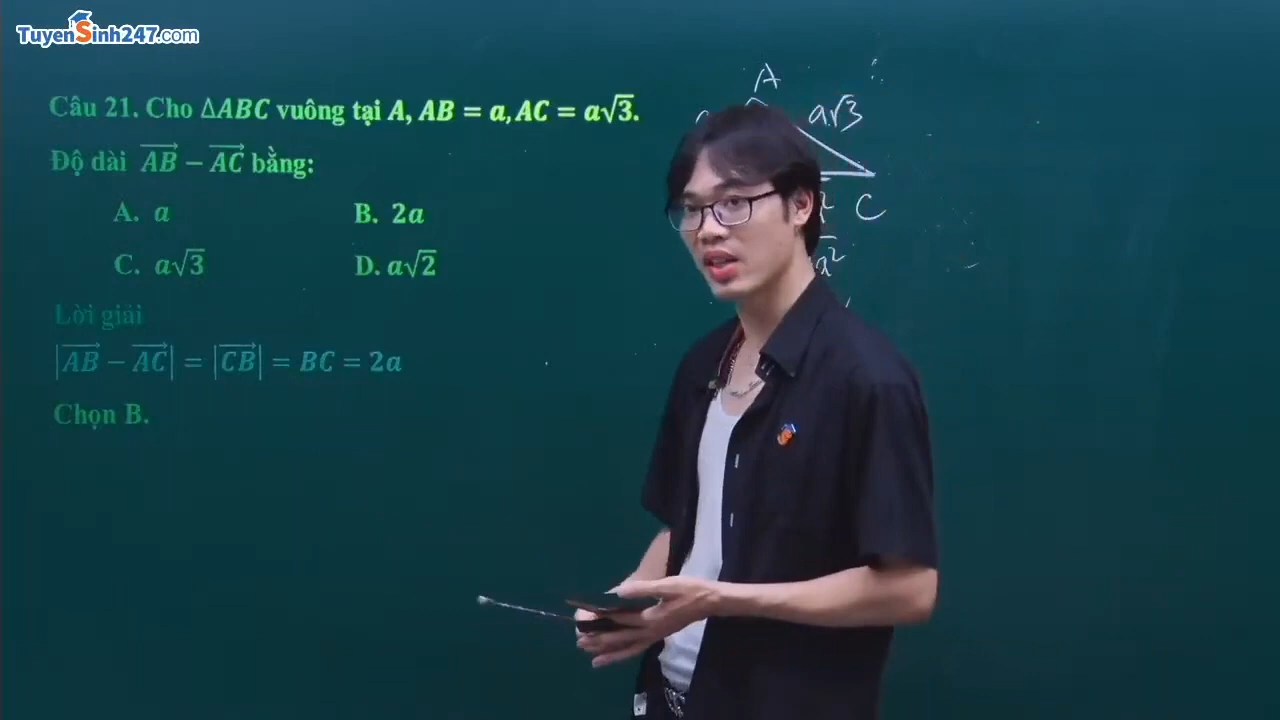 TuyenSinh247.com
Câu 21. Cho ΔABC vuông tại A, AB = a, AC = a√3.
Độ dài \overrightarrow{AB} − \overrightarrow{AC} bằng:
A. a B. 2a
C. a√3 D. a√2
Lời giải
|\overrightarrow{AB} − \overrightarrow{AC}| = |\overrightarrow{CB}| = BC = 2a
Chọn B.
A
a√3
C